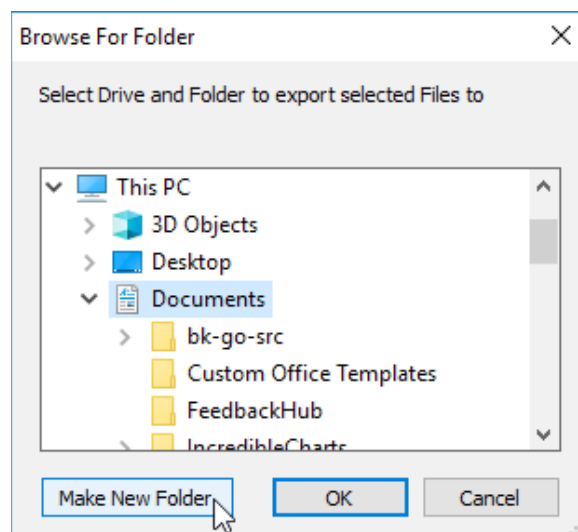 Browse For Folder
Select Drive and Folder to export selected Files to
This PC
3D Objects
Desktop
Documents
bk-go-src
Custom Office Templates
FeedbackHub
IncredibleCharts
Make New Folder
OK
Cancel